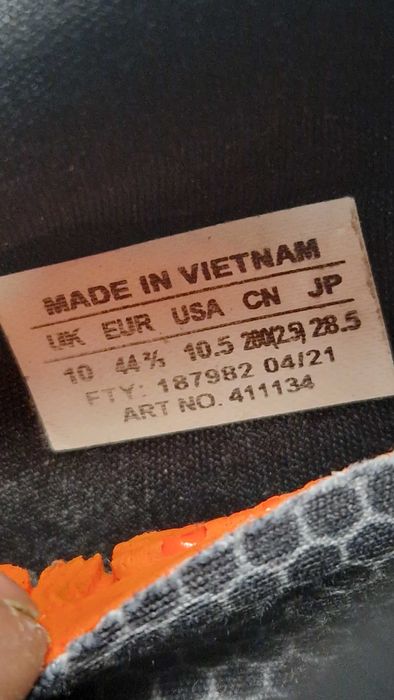 MADE IN VIETNAM
UK EUR USA CN JP
10 44⅔ 10.5 280(2.5) 28.5
FTY: 187982 04/21
ART NO. 411134